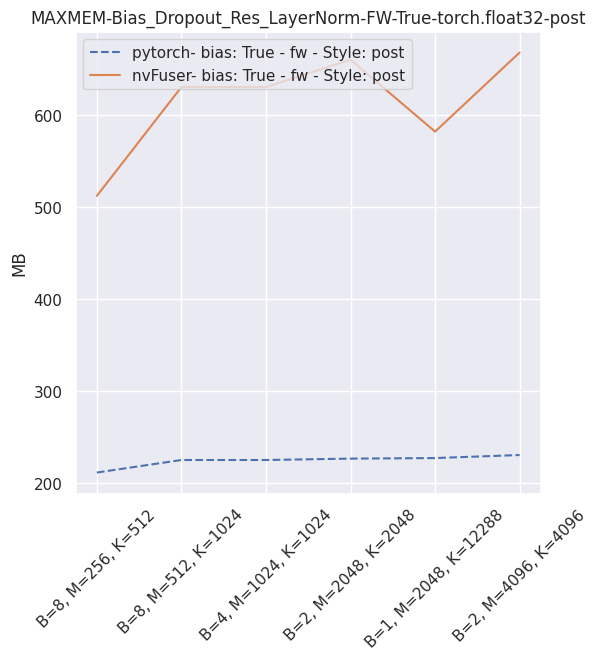 MAXMEM-Bias_Dropout_Res_LayerNorm-FW-True-torch.float32-post
pytorch- bias: True - fw - Style: post
nvFuser- bias: True - fw - Style: post
600
500
400
300
200
MB
B=8, M=256, K=512
B=8, M=512, K=1024
B=4, M=1024, K=1024
B=2, M=2048, K=2048
B=1, M=2048, K=12288
B=2, M=4096, K=4096